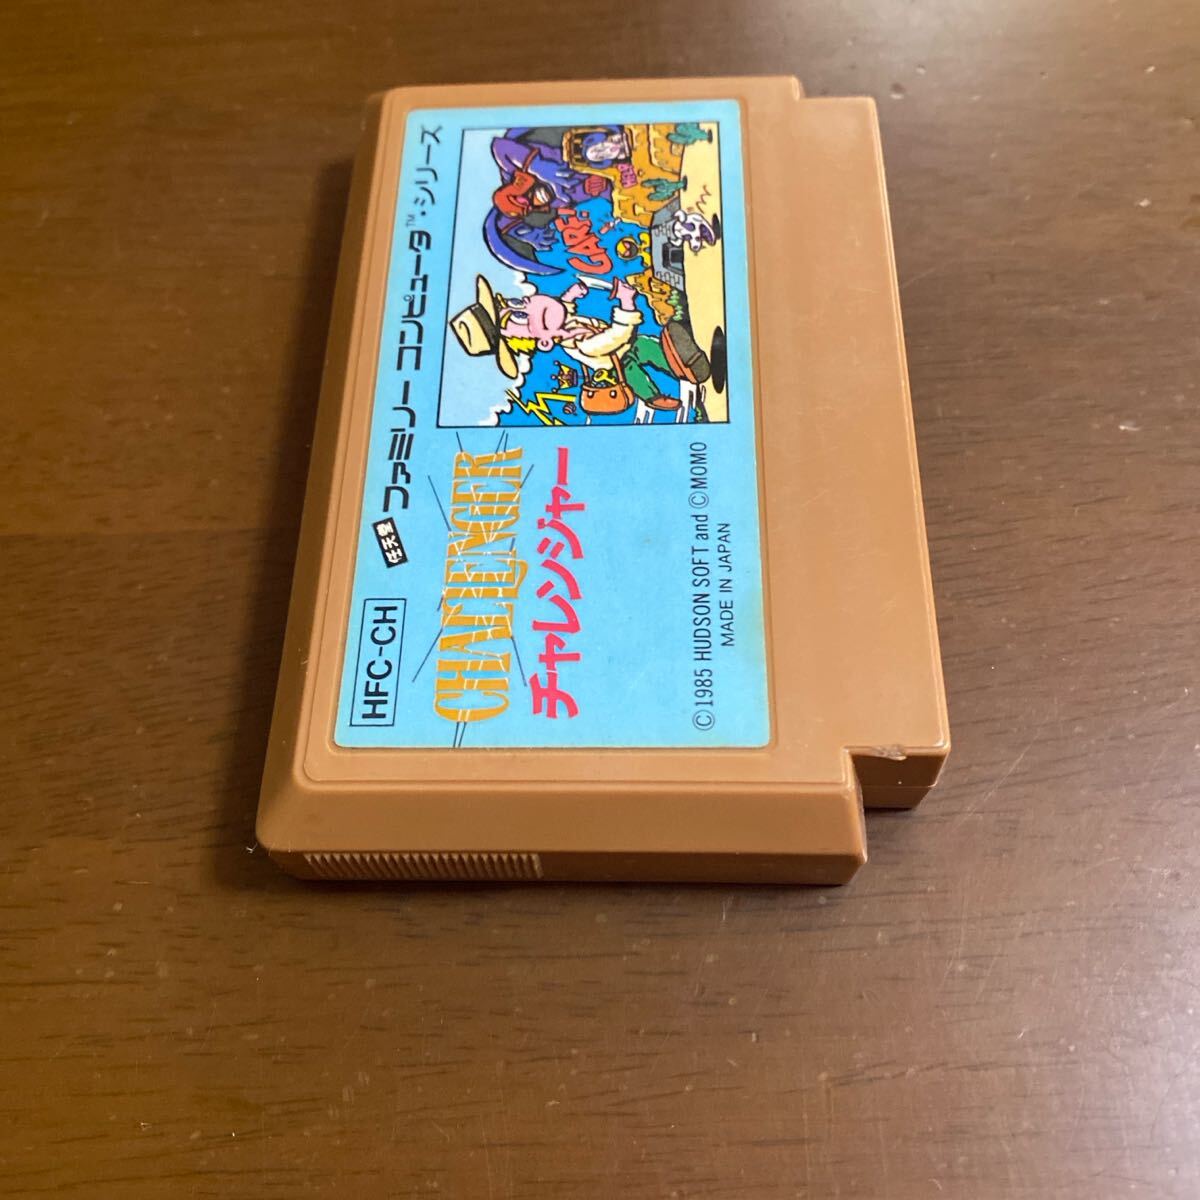 HFC-CH
任天堂 ファミリー コンピュータ™・シリーズ
CHALLENGER
チャレンジャー
CARE!
HELP
©1985 HUDSON SOFT and ©MOMO
MADE IN JAPAN